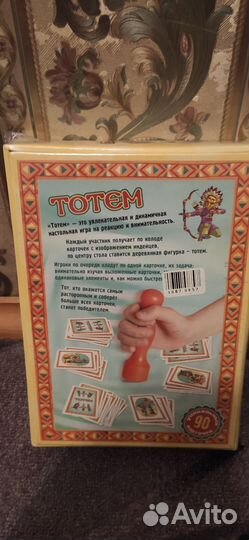 ТОТЕМ
«Тотем» — это увлекательная и динамичная
настольная игра на реакцию и внимательность.
Каждый участник получает по колоде
карточек с изображением индейцев,
по центру стола ставится деревянная фигурка – тотем.
Игроки по очереди кладут по одной карточке, их задача:
внимательно изучая выложенные карточки,
одинаковые элементы и, как можно быстрее
Тот, кто окажется самым
расторопным и соберёт
больше всех карточек,
станет победителем.
90
Avito